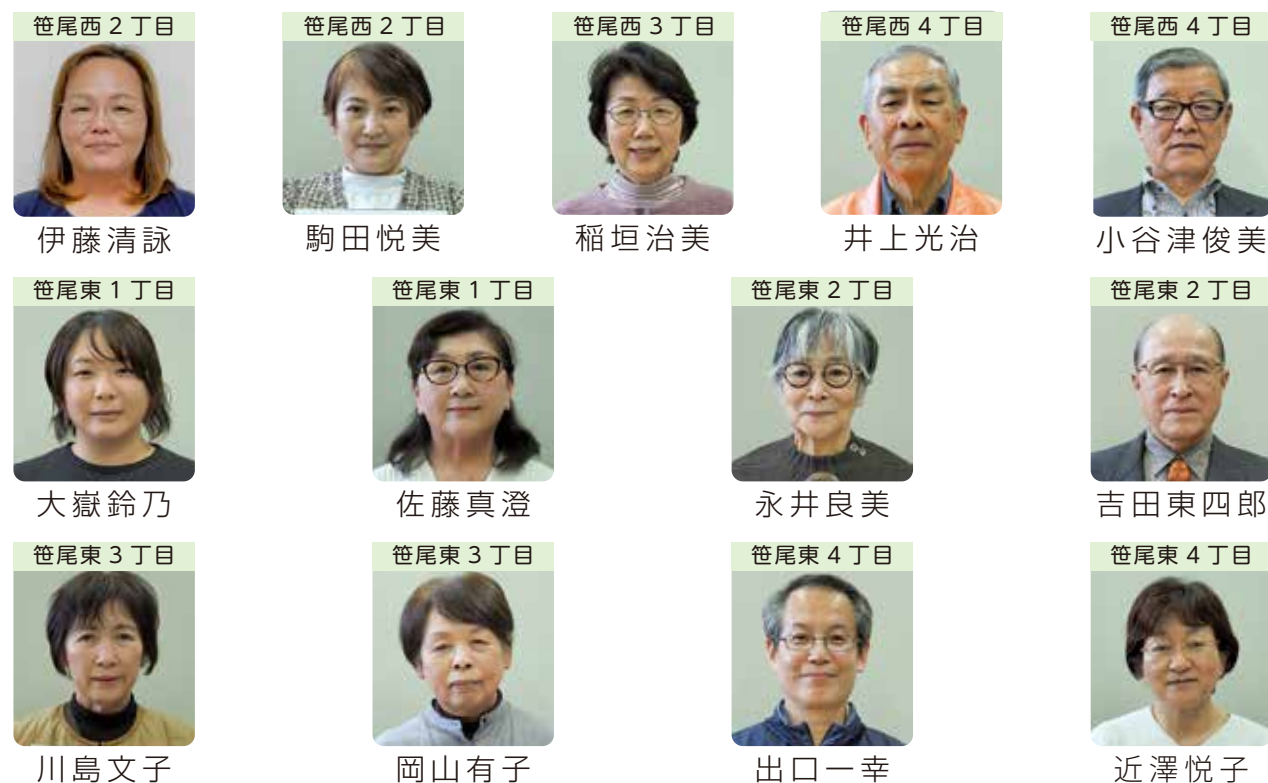 笹尾西２丁目
笹尾西２丁目
笹尾西３丁目
笹尾西４丁目
笹尾西４丁目
伊藤清詠
駒田悦美
稲垣治美
井上光治
小谷津俊美
笹尾東１丁目
笹尾東１丁目
笹尾東２丁目
笹尾東２丁目
大嶽鈴乃
佐藤真澄
永井良美
吉田東四郎
笹尾東３丁目
笹尾東３丁目
笹尾東４丁目
笹尾東４丁目
川島文子
岡山有子
出口一幸
近澤悦子